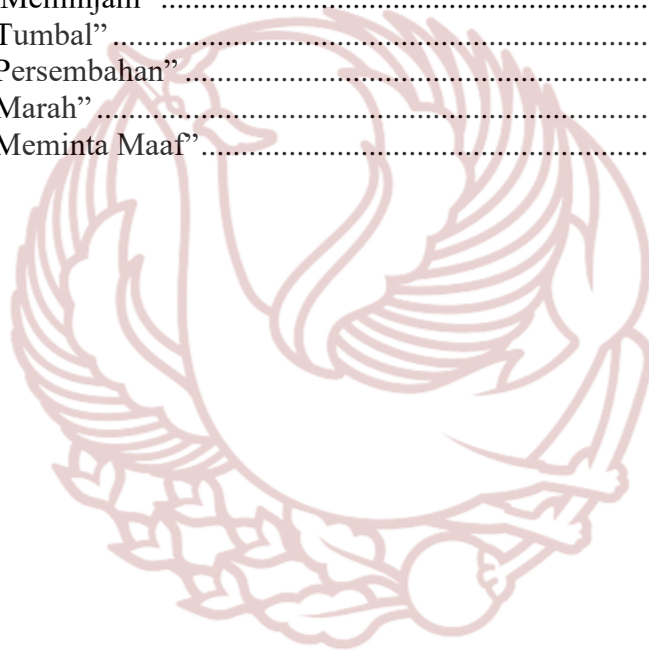 Meminjam” ........................................................................
Tumbal” ..............................................................................
Persembahan” ....................................................................
Marah” ................................................................................
Meminta Maaf”...................................................................